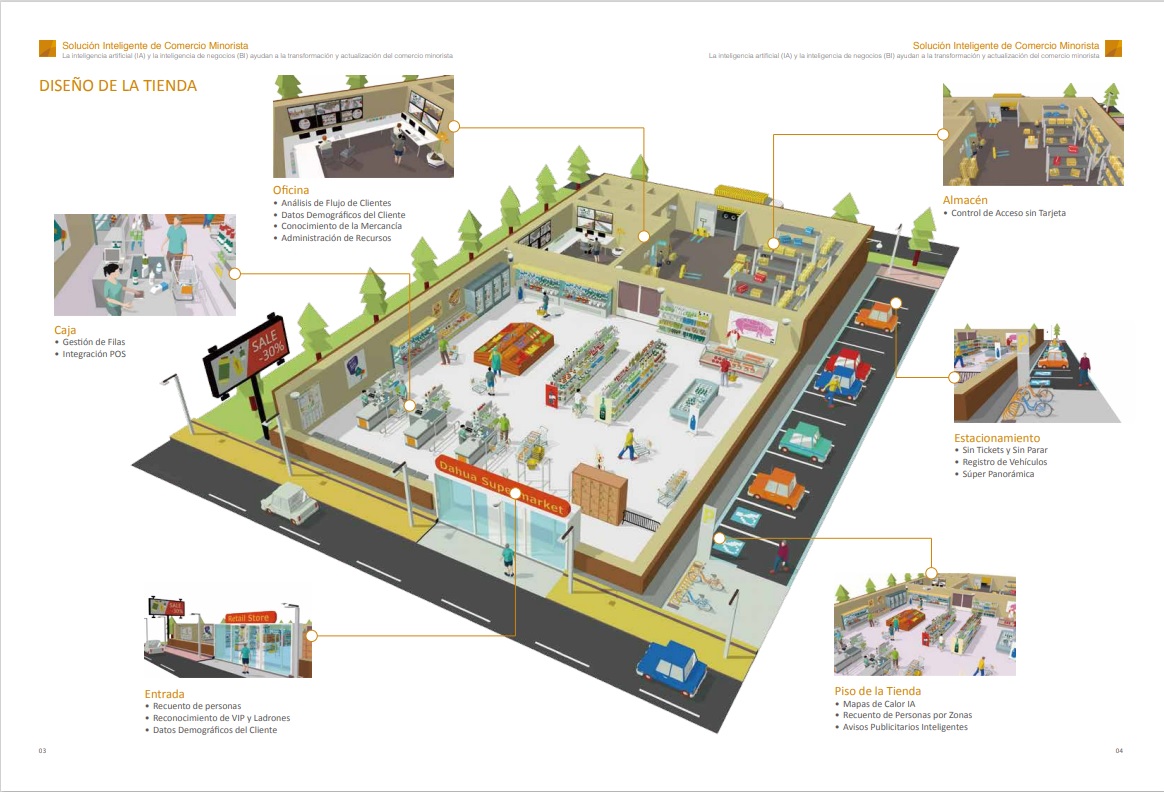 Solución Inteligente de Comercio Minorista
La inteligencia artificial (IA) y la inteligencia de negocios (BI) ayudan a la transformación y actualización del comercio minorista
Solución Inteligente de Comercio Minorista
La inteligencia artificial (IA) y la inteligencia de negocios (BI) ayudan a la transformación y actualización del comercio minorista
DISEÑO DE LA TIENDA
Oficina
• Análisis de Flujo de Clientes
• Datos Demográficos del Cliente
• Conocimiento de la Mercancía
• Administración de Recursos
Almacén
• Control de Acceso sin Tarjeta
Caja
• Gestión de Filas
• Integración POS
SALE
-30%
Estacionamiento
• Sin Tickets y Sin Parar
• Registro de Vehículos
• Súper Panorámica
Dahua Supermarket
P
SALE
-30%
Retail Store
Entrada
• Recuento de personas
• Reconocimiento de VIP y Ladrones
• Datos Demográficos del Cliente
Piso de la Tienda
• Mapas de Calor IA
• Recuento de Personas por Zonas
• Avisos Publicitarios Inteligentes
03
04